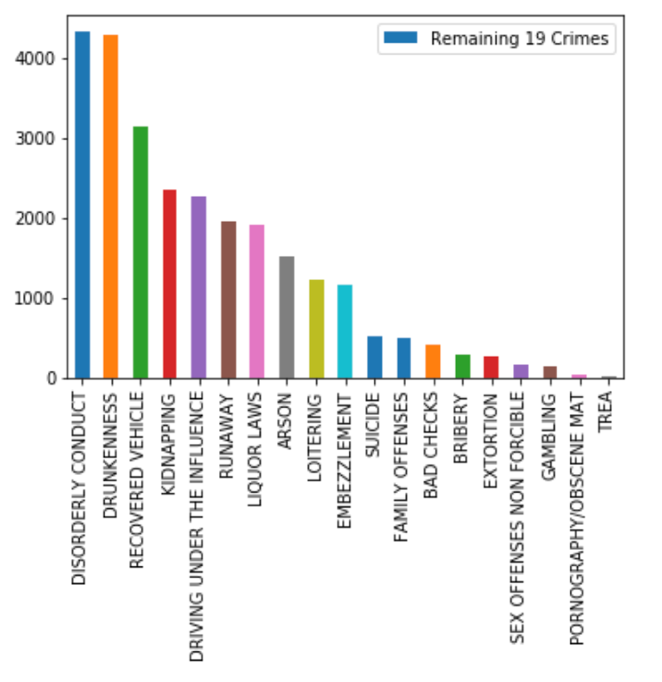 Remaining 19 Crimes
4000
3000
2000
1000
0
DISORDERLY CONDUCT
DRUNKENNESS
RECOVERED VEHICLE
KIDNAPPING
DRIVING UNDER THE INFLUENCE
RUNAWAY
LIQUOR LAWS
ARSON
LOITERING
EMBEZZLEMENT
SUICIDE
FAMILY OFFENSES
BAD CHECKS
BRIBERY
EXTORTION
SEX OFFENSES NON FORCIBLE
GAMBLING
PORNOGRAPHY/OBSCENE MAT
TREA